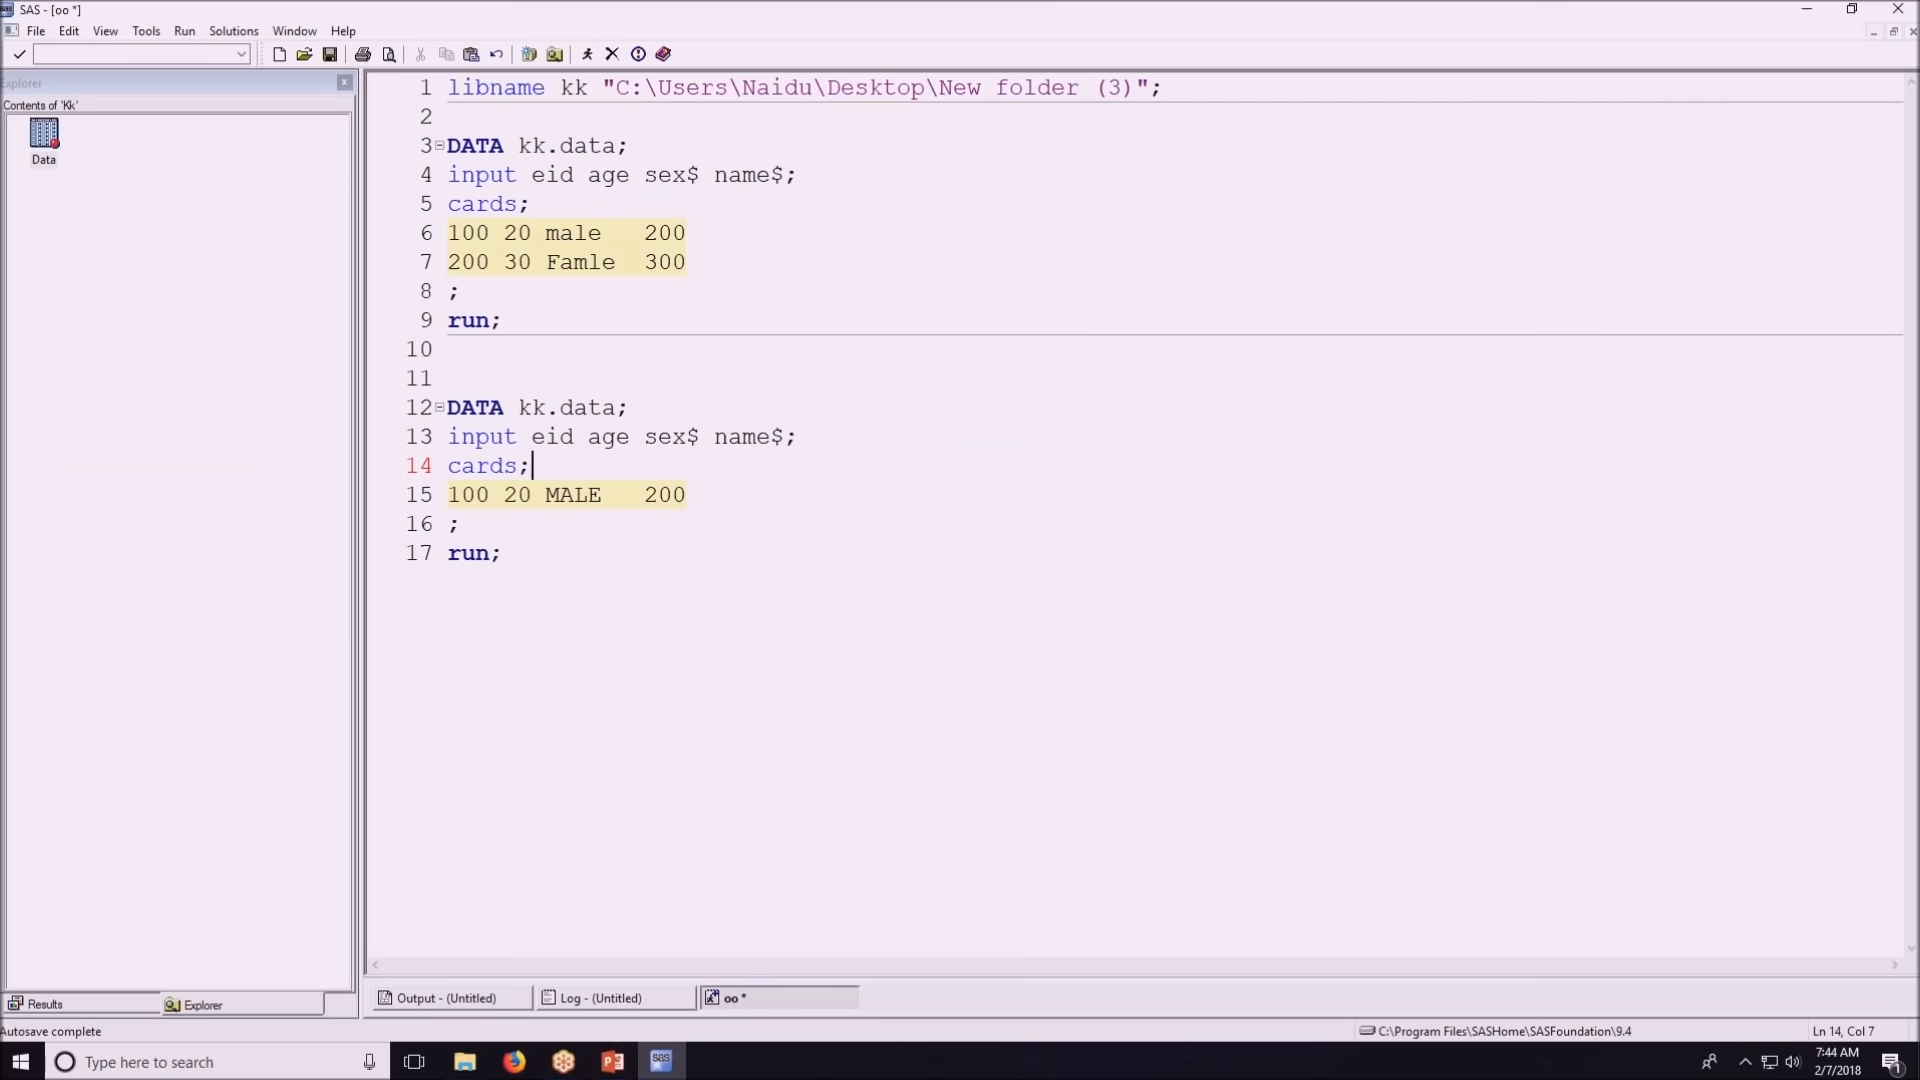 SAS - [oo *]
File Edit View Tools Run Solutions Window Help
Explorer
Contents of 'Kk'
Data
1 libname kk "C:\Users\Naidu\Desktop\New folder (3)";
2
3 DATA kk.data;
4 input eid age sex$ name$;
5 cards;
6 100 20 male 200
7 200 30 Famle 300
8 ;
9 run;
10
11
12 DATA kk.data;
13 input eid age sex$ name$;
14 cards;
15 100 20 MALE 200
16 ;
17 run;
Results Explorer
Output - (Untitled) Log - (Untitled) oo *
Autosave complete C:\Program Files\SASHome\SASFoundation\9.4 Ln 14, Col 7
Type here to search
sas
7:44 AM
2/7/2018
1